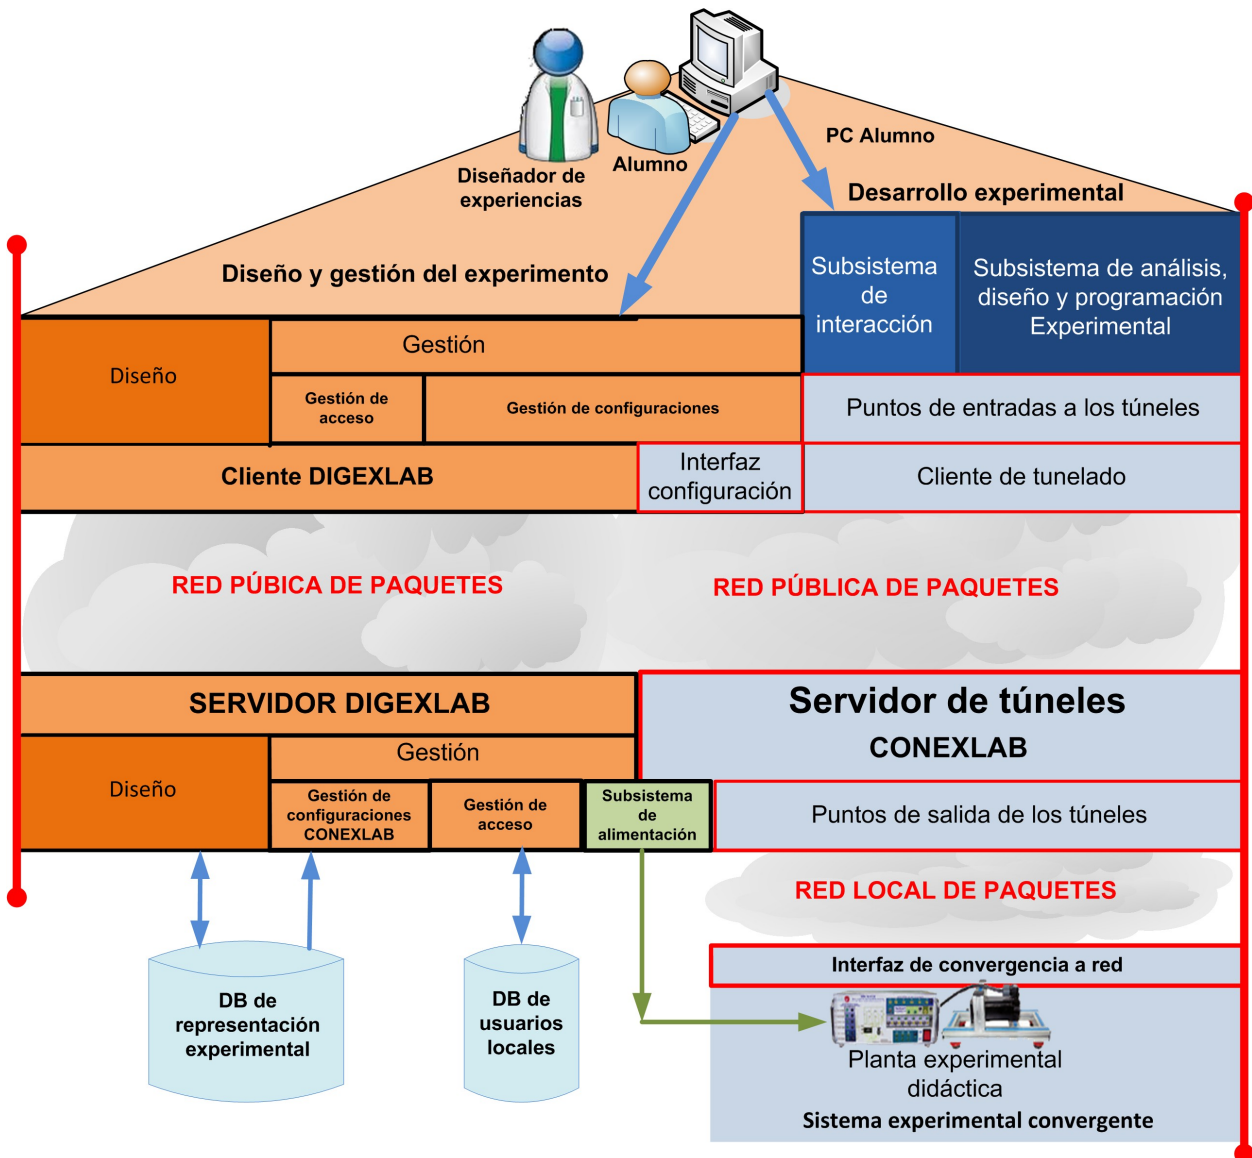 Diseñador de
experiencias
Alumno
PC Alumno
Desarrollo experimental
Diseño y gestión del experimento
Subsistema
de
interacción
Subsistema de análisis,
diseño y programación
Experimental
Diseño
Gestión
Gestión de
acceso
Gestión de configuraciones
Puntos de entradas a los túneles
Cliente DIGEXLAB
Interfaz
configuración
Cliente de tunelado
RED PÚBICA DE PAQUETES
RED PÚBLICA DE PAQUETES
SERVIDOR DIGEXLAB
Servidor de túneles
CONEXLAB
Diseño
Gestión
Gestión de
configuraciones
CONEXLAB
Gestión de
acceso
Subsistema
de
alimentación
Puntos de salida de los túneles
RED LOCAL DE PAQUETES
Interfaz de convergencia a red
DB de
representación
experimental
DB de
usuarios
locales
Planta experimental
didáctica
Sistema experimental convergente